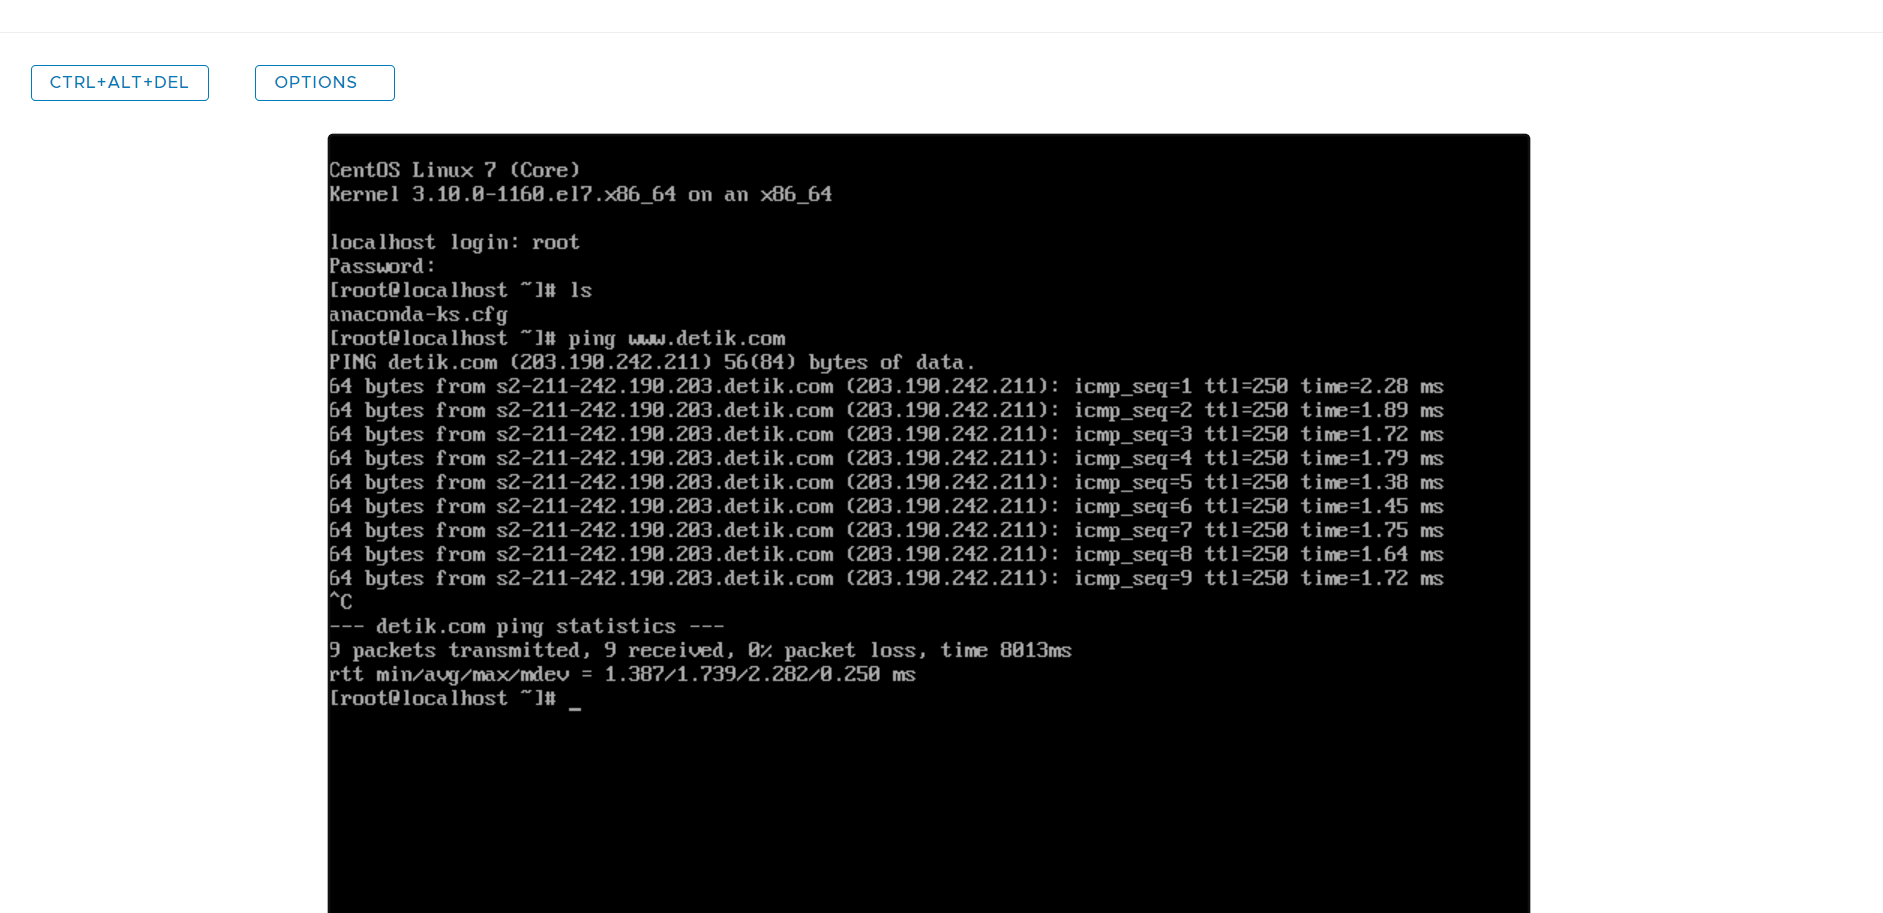 CTRL+ALT+DEL
OPTIONS
CentOS Linux 7 (Core)
Kernel 3.10.0-1160.el7.x86_64 on an x86_64
localhost login: root
Password:
[root@localhost ~]# ls
anaconda-ks.cfg
[root@localhost ~]# ping www.detik.com
PING detik.com (203.190.242.211) 56(84) bytes of data.
64 bytes from s2-211-242.190.203.detik.com (203.190.242.211): icmp_seq=1 ttl=250 time=2.28 ms
64 bytes from s2-211-242.190.203.detik.com (203.190.242.211): icmp_seq=2 ttl=250 time=1.89 ms
64 bytes from s2-211-242.190.203.detik.com (203.190.242.211): icmp_seq=3 ttl=250 time=1.72 ms
64 bytes from s2-211-242.190.203.detik.com (203.190.242.211): icmp_seq=4 ttl=250 time=1.79 ms
64 bytes from s2-211-242.190.203.detik.com (203.190.242.211): icmp_seq=5 ttl=250 time=1.38 ms
64 bytes from s2-211-242.190.203.detik.com (203.190.242.211): icmp_seq=6 ttl=250 time=1.45 ms
64 bytes from s2-211-242.190.203.detik.com (203.190.242.211): icmp_seq=7 ttl=250 time=1.75 ms
64 bytes from s2-211-242.190.203.detik.com (203.190.242.211): icmp_seq=8 ttl=250 time=1.64 ms
64 bytes from s2-211-242.190.203.detik.com (203.190.242.211): icmp_seq=9 ttl=250 time=1.72 ms
^C
--- detik.com ping statistics ---
9 packets transmitted, 9 received, 0% packet loss, time 8013ms
rtt min/avg/max/mdev = 1.387/1.739/2.282/0.250 ms
[root@localhost ~]# _